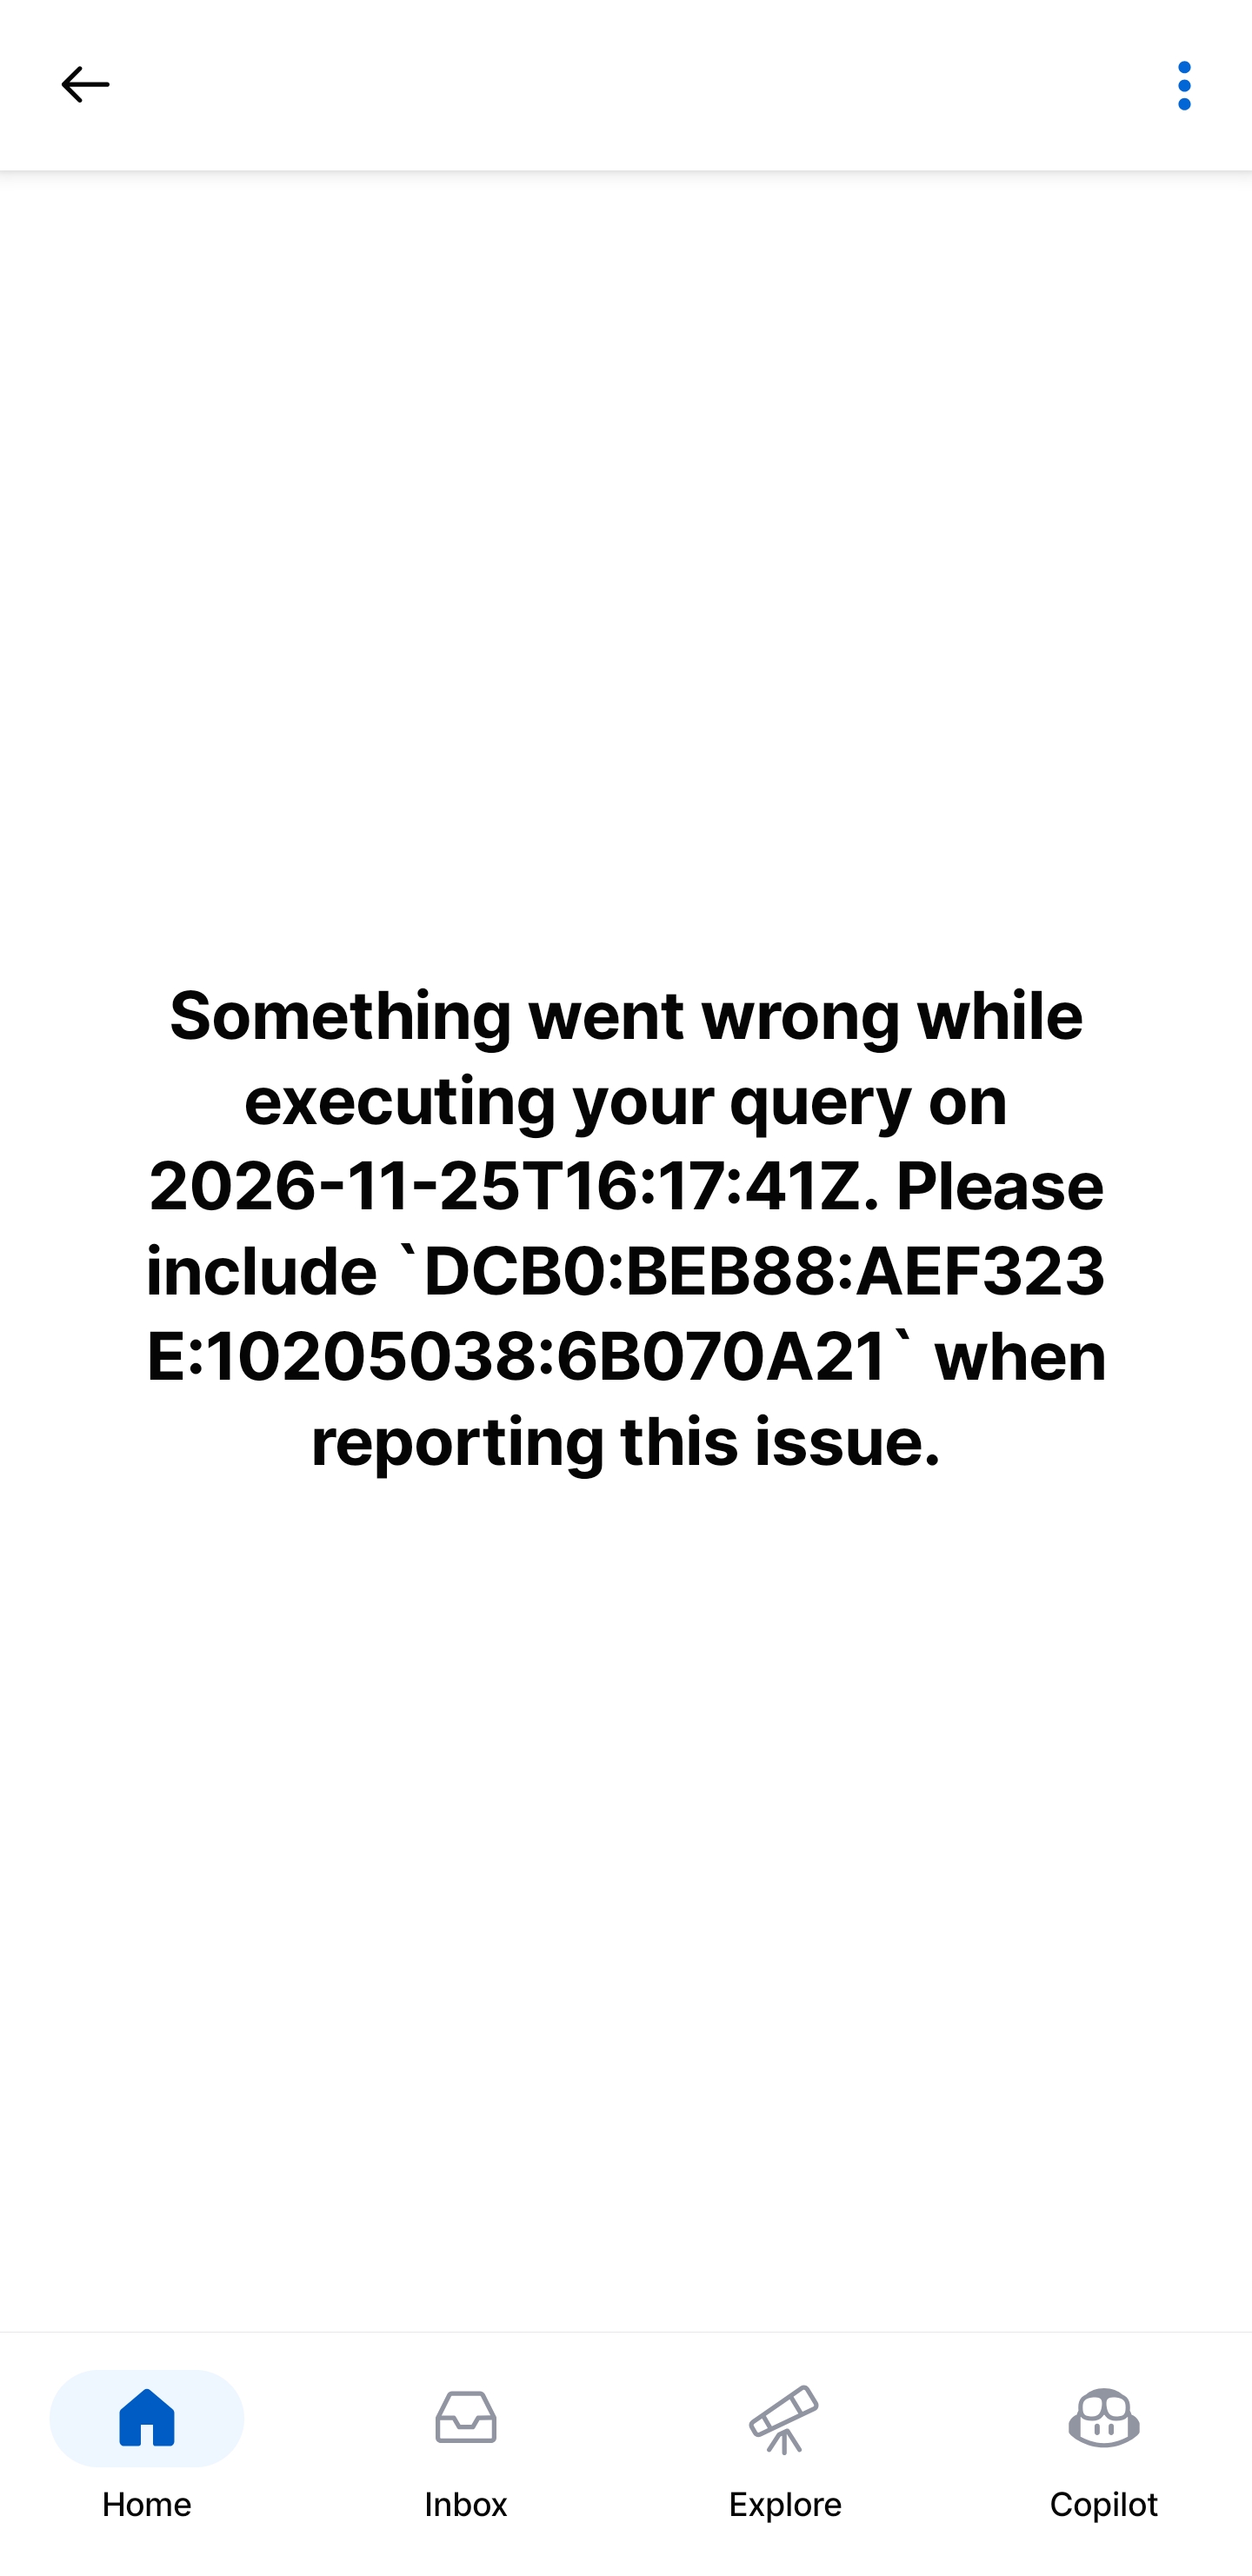 Something went wrong while
executing your query on
2026-11-25T16:17:41Z. Please
include `DCB0:BEB88:AEF323
E:10205038:6B070A21` when
reporting this issue.
Home
Inbox
Explore
Copilot